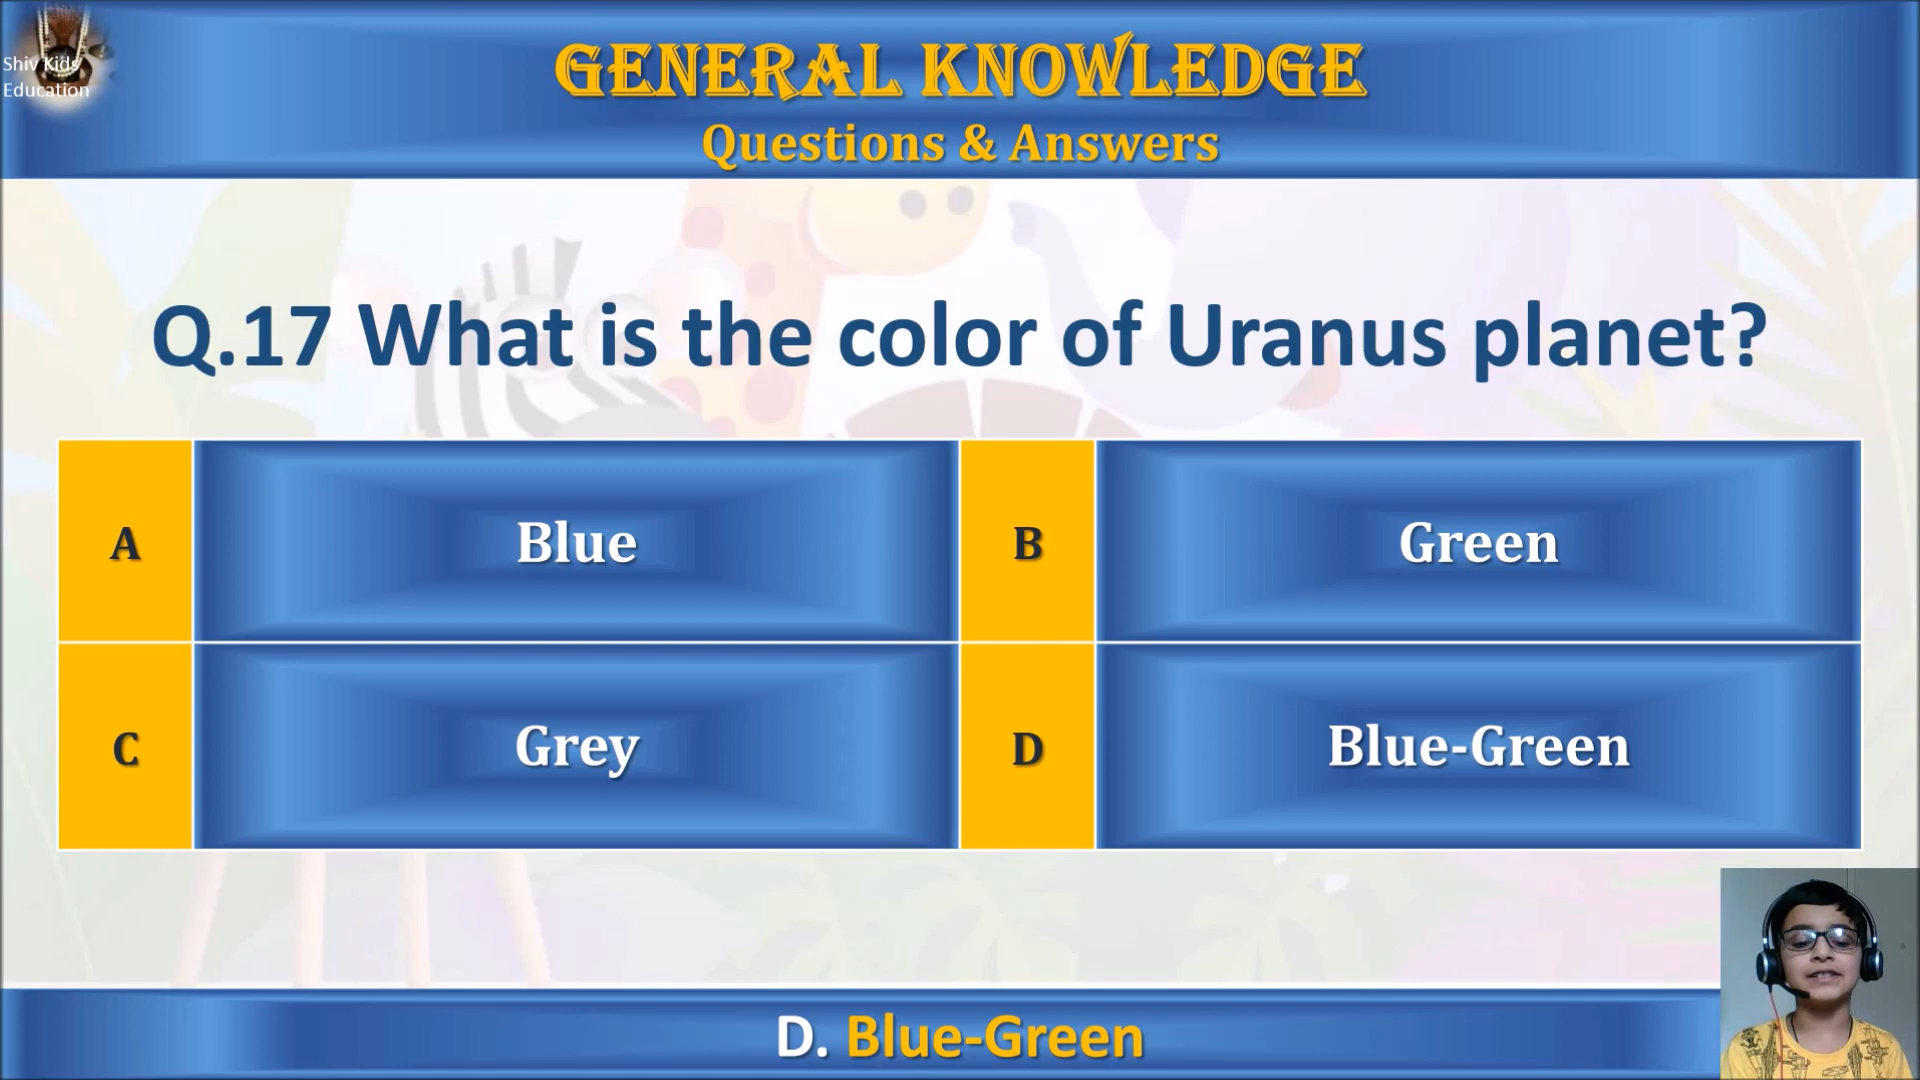 Shiv Kids
Education
GENERAL KNOWLEDGE
Questions & Answers
Q.17 What is the color of Uranus planet?
A Blue B Green
C Grey D Blue-Green
D. Blue-Green